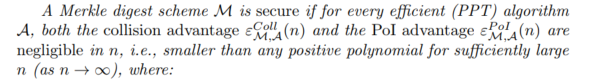 A Merkle digest scheme M is secure if for every efficient (PPT) algorithm
A, both the collision advantage ε^{Coll}_{M,A}(n) and the PoI advantage ε^{PoI}_{M,A}(n) are
negligible in n, i.e., smaller than any positive polynomial for sufficiently large
n (as n → ∞), where: